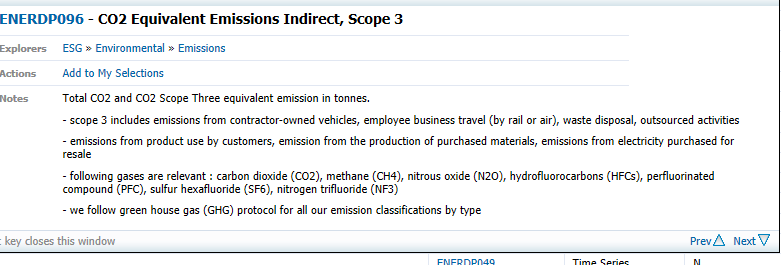 ENERDP096 - CO2 Equivalent Emissions Indirect, Scope 3
Explorers ESG » Environmental » Emissions
Actions Add to My Selections
Notes Total CO2 and CO2 Scope Three equivalent emission in tonnes.
- scope 3 includes emissions from contractor-owned vehicles, employee business travel (by rail or air), waste disposal, outsourced activities
- emissions from product use by customers, emission from the production of purchased materials, emissions from electricity purchased for
resale
- following gases are relevant : carbon dioxide (CO2), methane (CH4), nitrous oxide (N2O), hydrofluorocarbons (HFCs), perfluorinated
compound (PFC), sulfur hexafluoride (SF6), nitrogen trifluoride (NF3)
- we follow green house gas (GHG) protocol for all our emission classifications by type
key closes this window Prev Next
ENERDP049 Time Series N